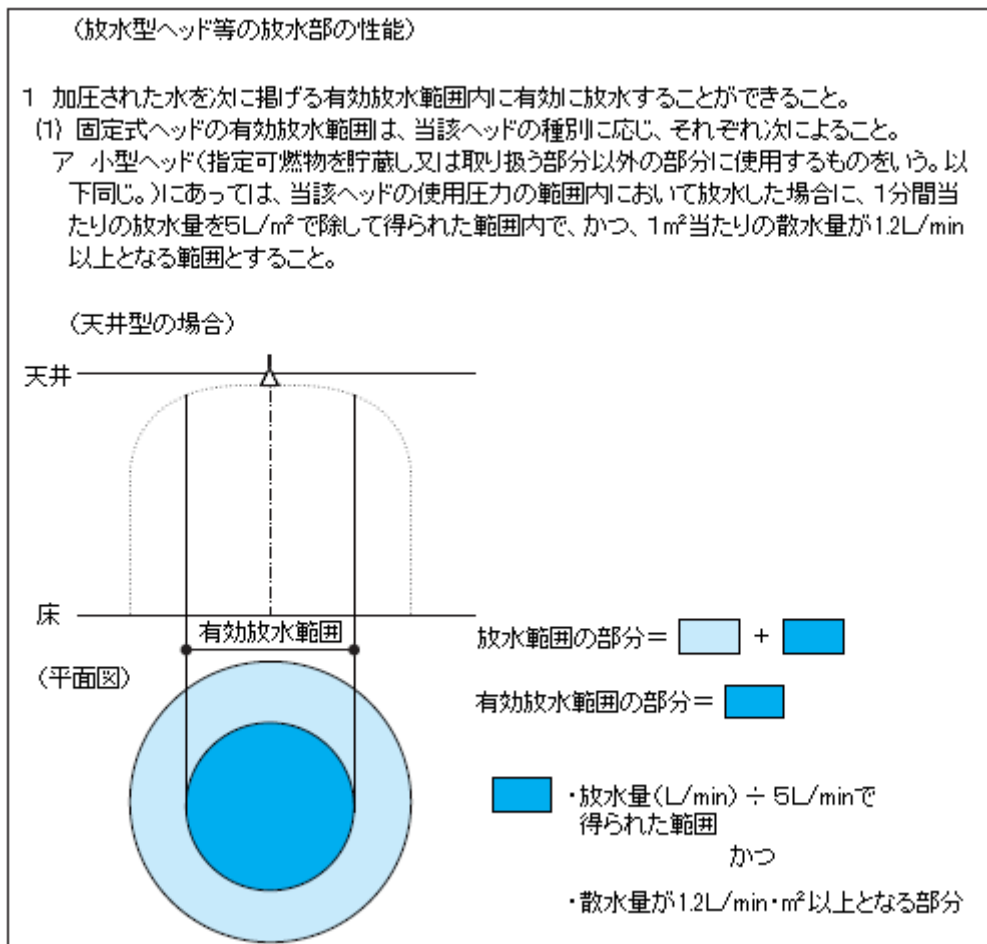 (放水型ヘッド等の放水部の性能)
1 加圧された水を次に掲げる有効放水範囲内に有効に放水することができること。
(1) 固定式ヘッドの有効放水範囲は、当該ヘッドの種別に応じ、それぞれ次によること。
ア 小型ヘッド(指定可燃物を貯蔵し又は取り扱う部分以外の部分に使用するものをいう。以
下同じ。)にあっては、当該ヘッドの使用圧力の範囲内において放水した場合に、1分間当
たりの放水量を5L/m²で除して得られた範囲内で、かつ、1m²当たりの散水量が1.2L/min
以上となる範囲とすること。
(天井型の場合)
天井
床
有効放水範囲
(平面図)
放水範囲の部分= +
有効放水範囲の部分=
・放水量(L/min)÷5L/minで
得られた範囲
かつ
・散水量が1.2L/min・m²以上となる部分